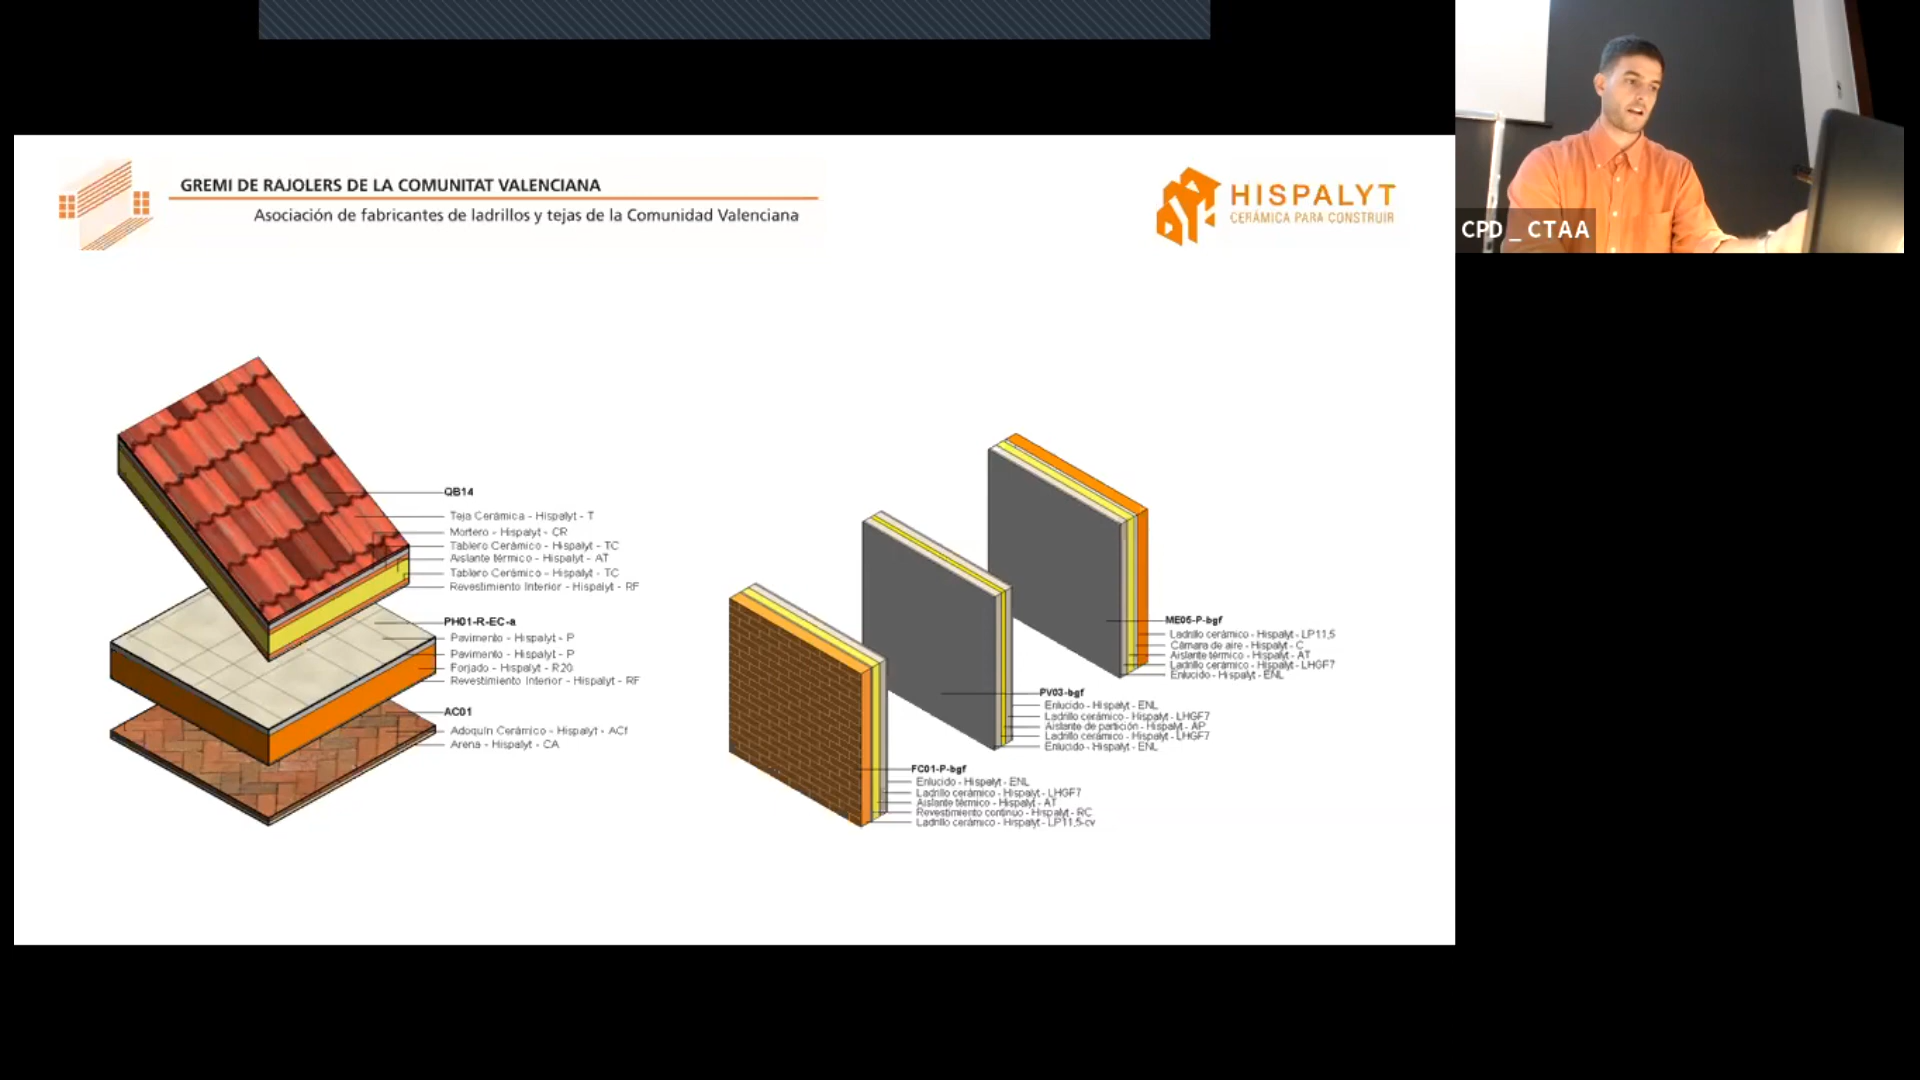 GREMI DE RAJOLERS DE LA COMUNITAT VALENCIANA
Asociación de fabricantes de ladrillos y tejas de la Comunidad Valenciana
HISPALYT
CERÁMICA PARA CONSTRUIR
CPD _ CTAA
QB14
Teja Cerámica - Hispalyt - T
Mortero - Hispalyt - CR
Tablero Cerámico - Hispalyt - TC
Aislante térmico - Hispalyt - AT
Tablero Cerámico - Hispalyt - TC
Revestimiento Interior - Hispalyt - RF
PH01-R-EC-a
Pavimento - Hispalyt - P
Pavimento - Hispalyt - P
Forjado - Hispalyt - R20
Revestimiento Interior - Hispalyt - RF
AC01
Adoquín Cerámico - Hispalyt - ACf
Arena - Hispalyt - CA
ME05-P-bgf
Ladrillo cerámico - Hispalyt - LP11,5
Cámara de aire - Hispalyt - C
Aislante térmico - Hispalyt - AT
Ladrillo cerámico - Hispalyt - LHGF7
Enlucido - Hispalyt - ENL
PV03-bgf
Enlucido - Hispalyt - ENL
Ladrillo cerámico - Hispalyt - LHGF7
Aislante de partición - Hispalyt - AP
Ladrillo cerámico - Hispalyt - LHGF7
Enlucido - Hispalyt - ENL
FC01-P-bgf
Enlucido - Hispalyt - ENL
Ladrillo cerámico - Hispalyt - LHGF7
Aislante térmico - Hispalyt - AT
Revestimiento continuo - Hispalyt - RC
Ladrillo cerámico - Hispalyt - LP11,5-cv